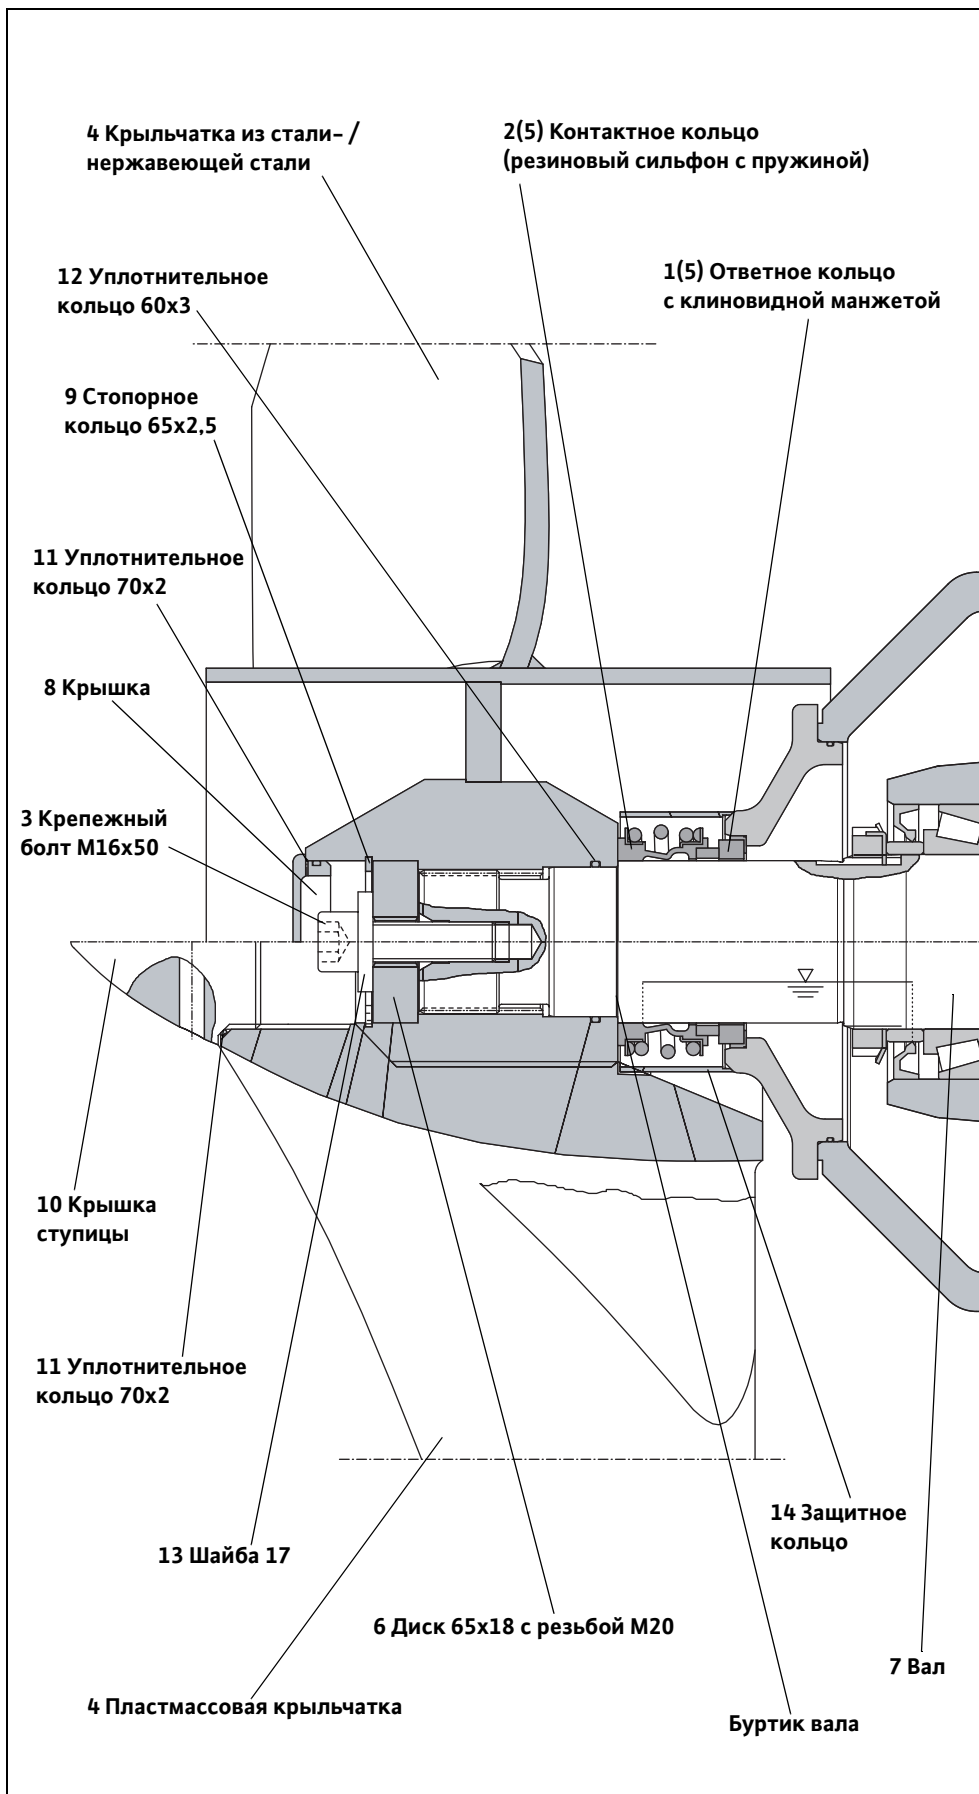 4 Крыльчатка из стали- /
нержавеющей стали
2(5) Контактное кольцо
(резиновый сильфон с пружиной)
12 Уплотнительное
кольцо 60x3
1(5) Ответное кольцо
с клиновидной манжетой
9 Стопорное
кольцо 65x2,5
11 Уплотнительное
кольцо 70x2
8 Крышка
3 Крепежный
болт M16x50
10 Крышка
ступицы
11 Уплотнительное
кольцо 70x2
14 Защитное
кольцо
13 Шайба 17
6 Диск 65x18 с резьбой M20
7 Вал
4 Пластмассовая крыльчатка
Буртик вала